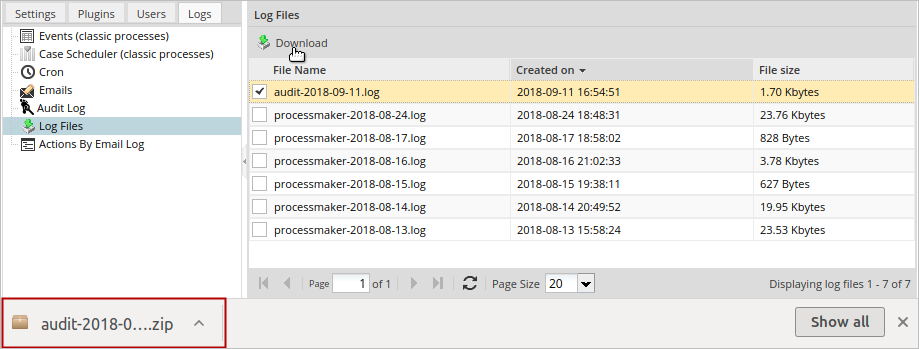 Settings Plugins Users Logs
Events (classic processes)
Case Scheduler (classic processes)
Cron
Emails
Audit Log
Log Files
Actions By Email Log
Log Files
Download
File Name Created on File size
audit-2018-09-11.log 2018-09-11 16:54:51 1.70 Kbytes
processmaker-2018-08-24.log 2018-08-24 18:48:31 23.76 Kbytes
processmaker-2018-08-17.log 2018-08-17 18:58:02 828 Bytes
processmaker-2018-08-16.log 2018-08-16 21:02:33 3.78 Kbytes
processmaker-2018-08-15.log 2018-08-15 19:38:11 627 Bytes
processmaker-2018-08-14.log 2018-08-14 20:49:52 19.95 Kbytes
processmaker-2018-08-13.log 2018-08-13 15:58:24 23.53 Kbytes
Page 1 of 1 Page Size 20 Displaying log files 1 - 7 of 7
audit-2018-0....zip Show all